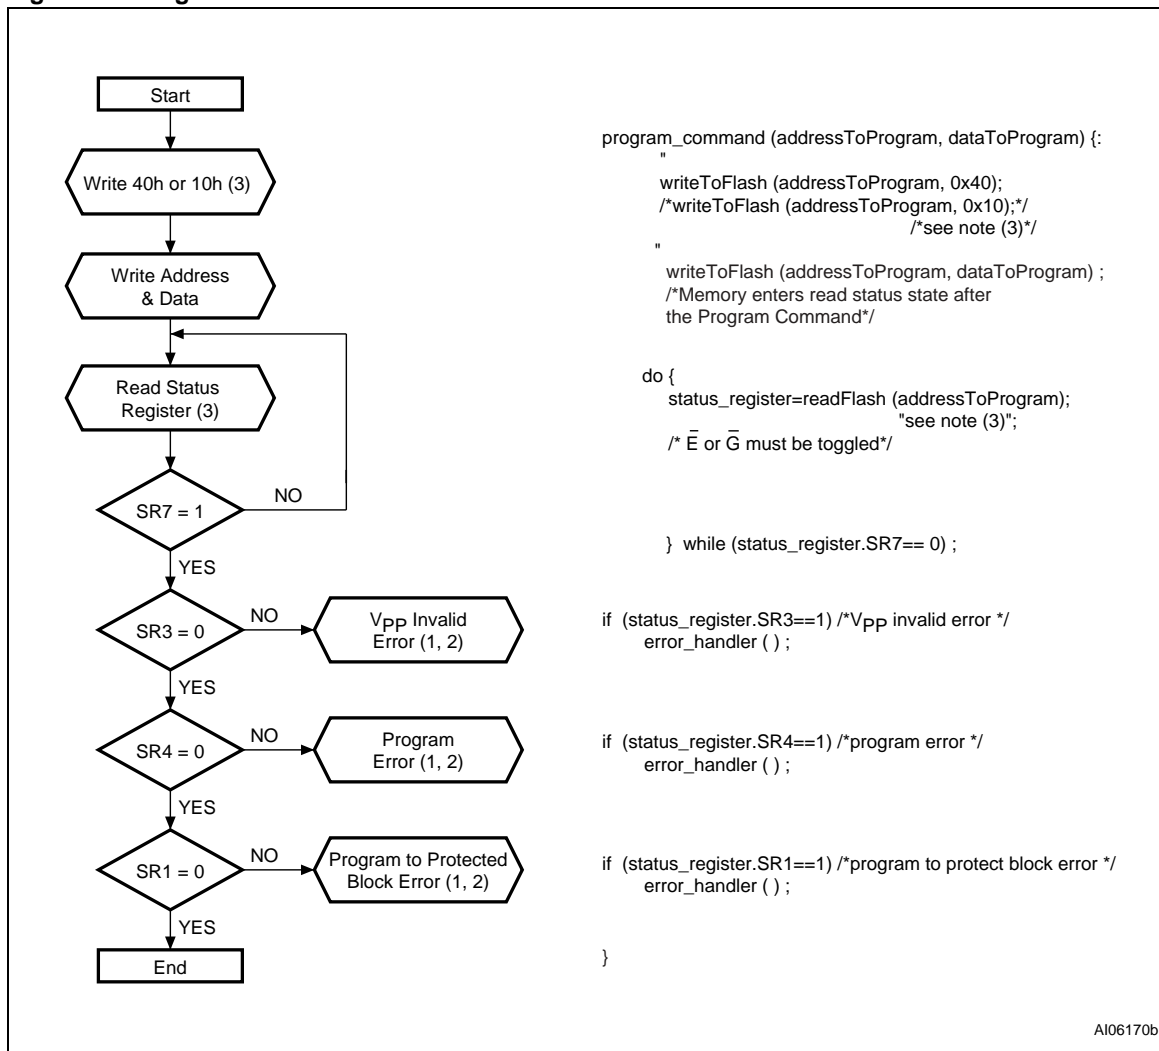 Start
Write 40h or 10h (3)
Write Address
& Data
Read Status
Register (3)
SR7 = 1
NO
YES
SR3 = 0
NO
VPP Invalid
Error (1, 2)
YES
SR4 = 0
NO
Program
Error (1, 2)
YES
SR1 = 0
NO
Program to Protected
Block Error (1, 2)
YES
End
program_command (addressToProgram, dataToProgram) {:
"
writeToFlash (addressToProgram, 0x40);
/*writeToFlash (addressToProgram, 0x10);*/
/*see note (3)*/
"
writeToFlash (addressToProgram, dataToProgram) ;
/*Memory enters read status state after
the Program Command*/
do {
status_register=readFlash (addressToProgram);
"see note (3)";
/* E̅ or G̅ must be toggled*/
} while (status_register.SR7== 0) ;
if (status_register.SR3==1) /*VPP invalid error */
error_handler ( ) ;
if (status_register.SR4==1) /*program error */
error_handler ( ) ;
if (status_register.SR1==1) /*program to protect block error */
error_handler ( ) ;
}
AI06170b